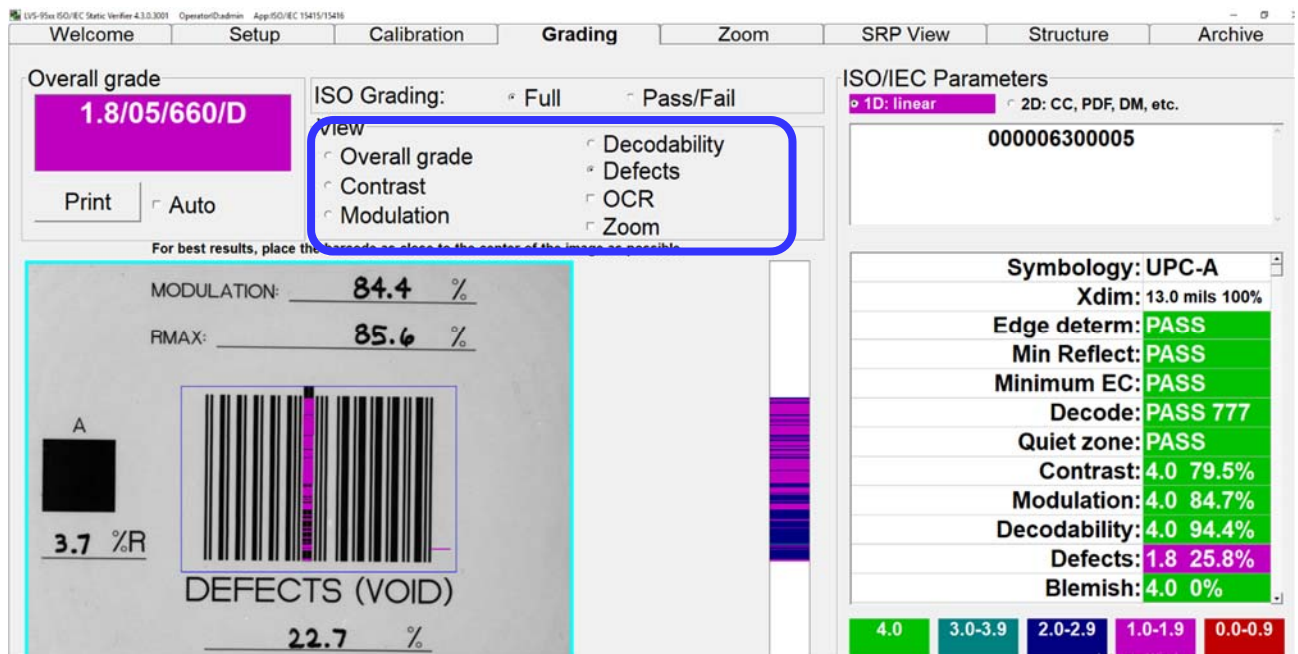 LVS-95xx ISO/IEC Static Verifier 4.3.0.3001 OperatorID:admin App:ISO/IEC 15415/15416
Welcome Setup Calibration Grading Zoom SRP View Structure Archive
Overall grade
1.8/05/660/D
Print Auto
ISO Grading: Full Pass/Fail
View
Overall grade
Contrast
Modulation
Decodability
Defects
OCR
Zoom
For best results, place the barcode as close to the center of the image as possible
MODULATION: 84.4 %
RMAX: 85.6 %
A
3.7 %R
DEFECTS (VOID)
22.7 %
ISO/IEC Parameters
1D: linear 2D: CC, PDF, DM, etc.
000006300005
Symbology: UPC-A
Xdim: 13.0 mils 100%
Edge determ: PASS
Min Reflect: PASS
Minimum EC: PASS
Decode: PASS 777
Quiet zone: PASS
Contrast: 4.0 79.5%
Modulation: 4.0 84.7%
Decodability: 4.0 94.4%
Defects: 1.8 25.8%
Blemish: 4.0 0%
4.0 3.0-3.9 2.0-2.9 1.0-1.9 0.0-0.9